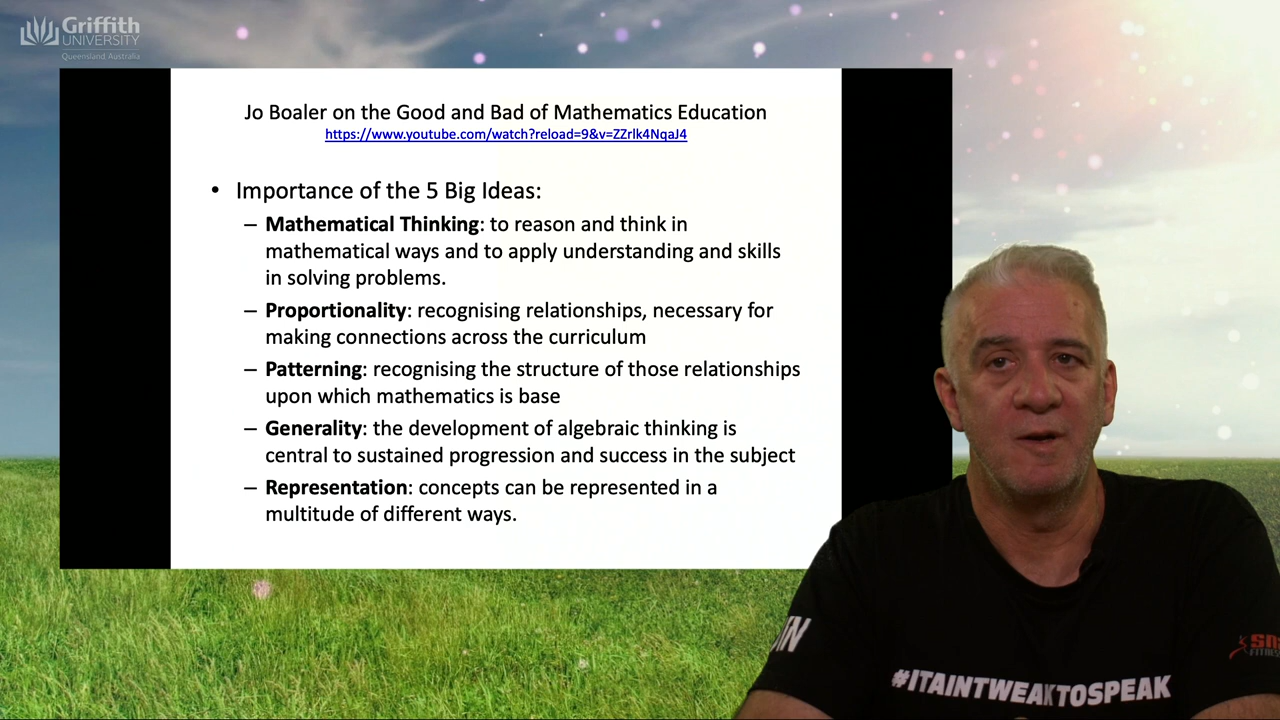 Griffith
UNIVERSITY
Queensland Australia
Jo Boaler on the Good and Bad of Mathematics Education
https://www.youtube.com/watch?reload=9&v=ZZrlk4NqaJ4
• Importance of the 5 Big Ideas:
– Mathematical Thinking: to reason and think in
mathematical ways and to apply understanding and skills
in solving problems.
– Proportionality: recognising relationships, necessary for
making connections across the curriculum
– Patterning: recognising the structure of those relationships
upon which mathematics is base
– Generality: the development of algebraic thinking is
central to sustained progression and success in the subject
– Representation: concepts can be represented in a
multitude of different ways.
#ITAINTWEAKTOSPEAK